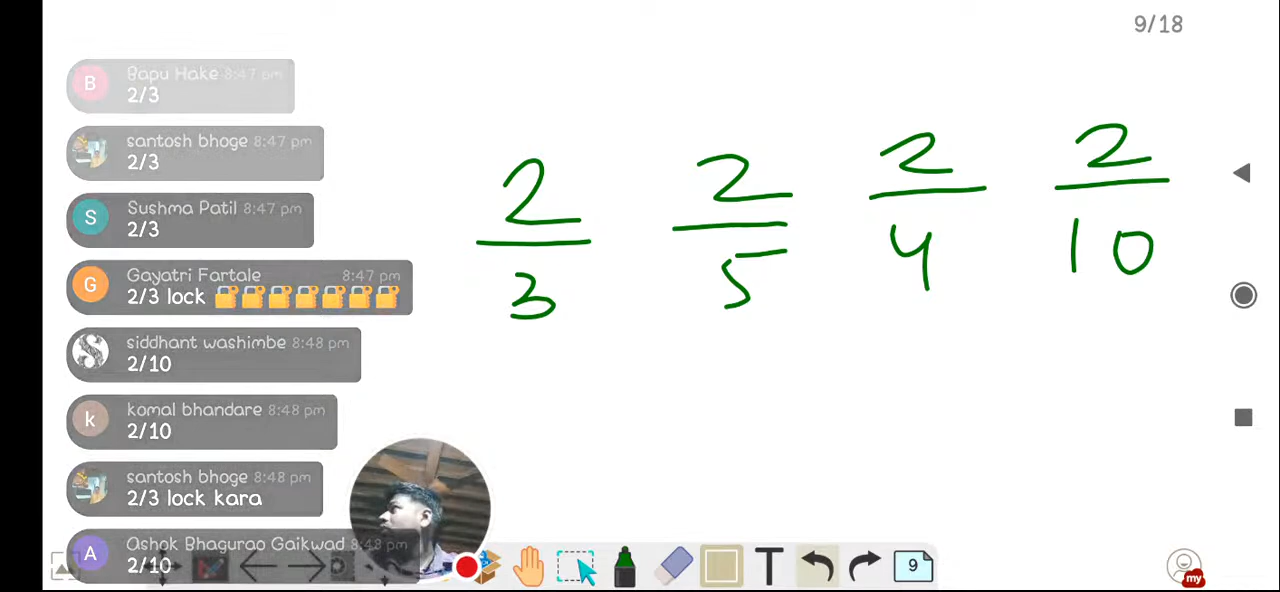 9/18
B Bapu Hake 8:47 pm
2/3
santosh bhoge 8:47 pm
2/3
S Sushma Patil 8:47 pm
2/3
G Gayatri Fartale 8:47 pm
2/3 lock 🔐🔐🔐🔐🔐🔐🔐
siddhant washimbe 8:48 pm
2/10
k komal bhandare 8:48 pm
2/10
santosh bhoge 8:48 pm
2/3 lock kara
A Ashok Bhagurao Gaikwad 8:48 pm
2/10
2/3 2/5 2/4 2/10
T 9 my